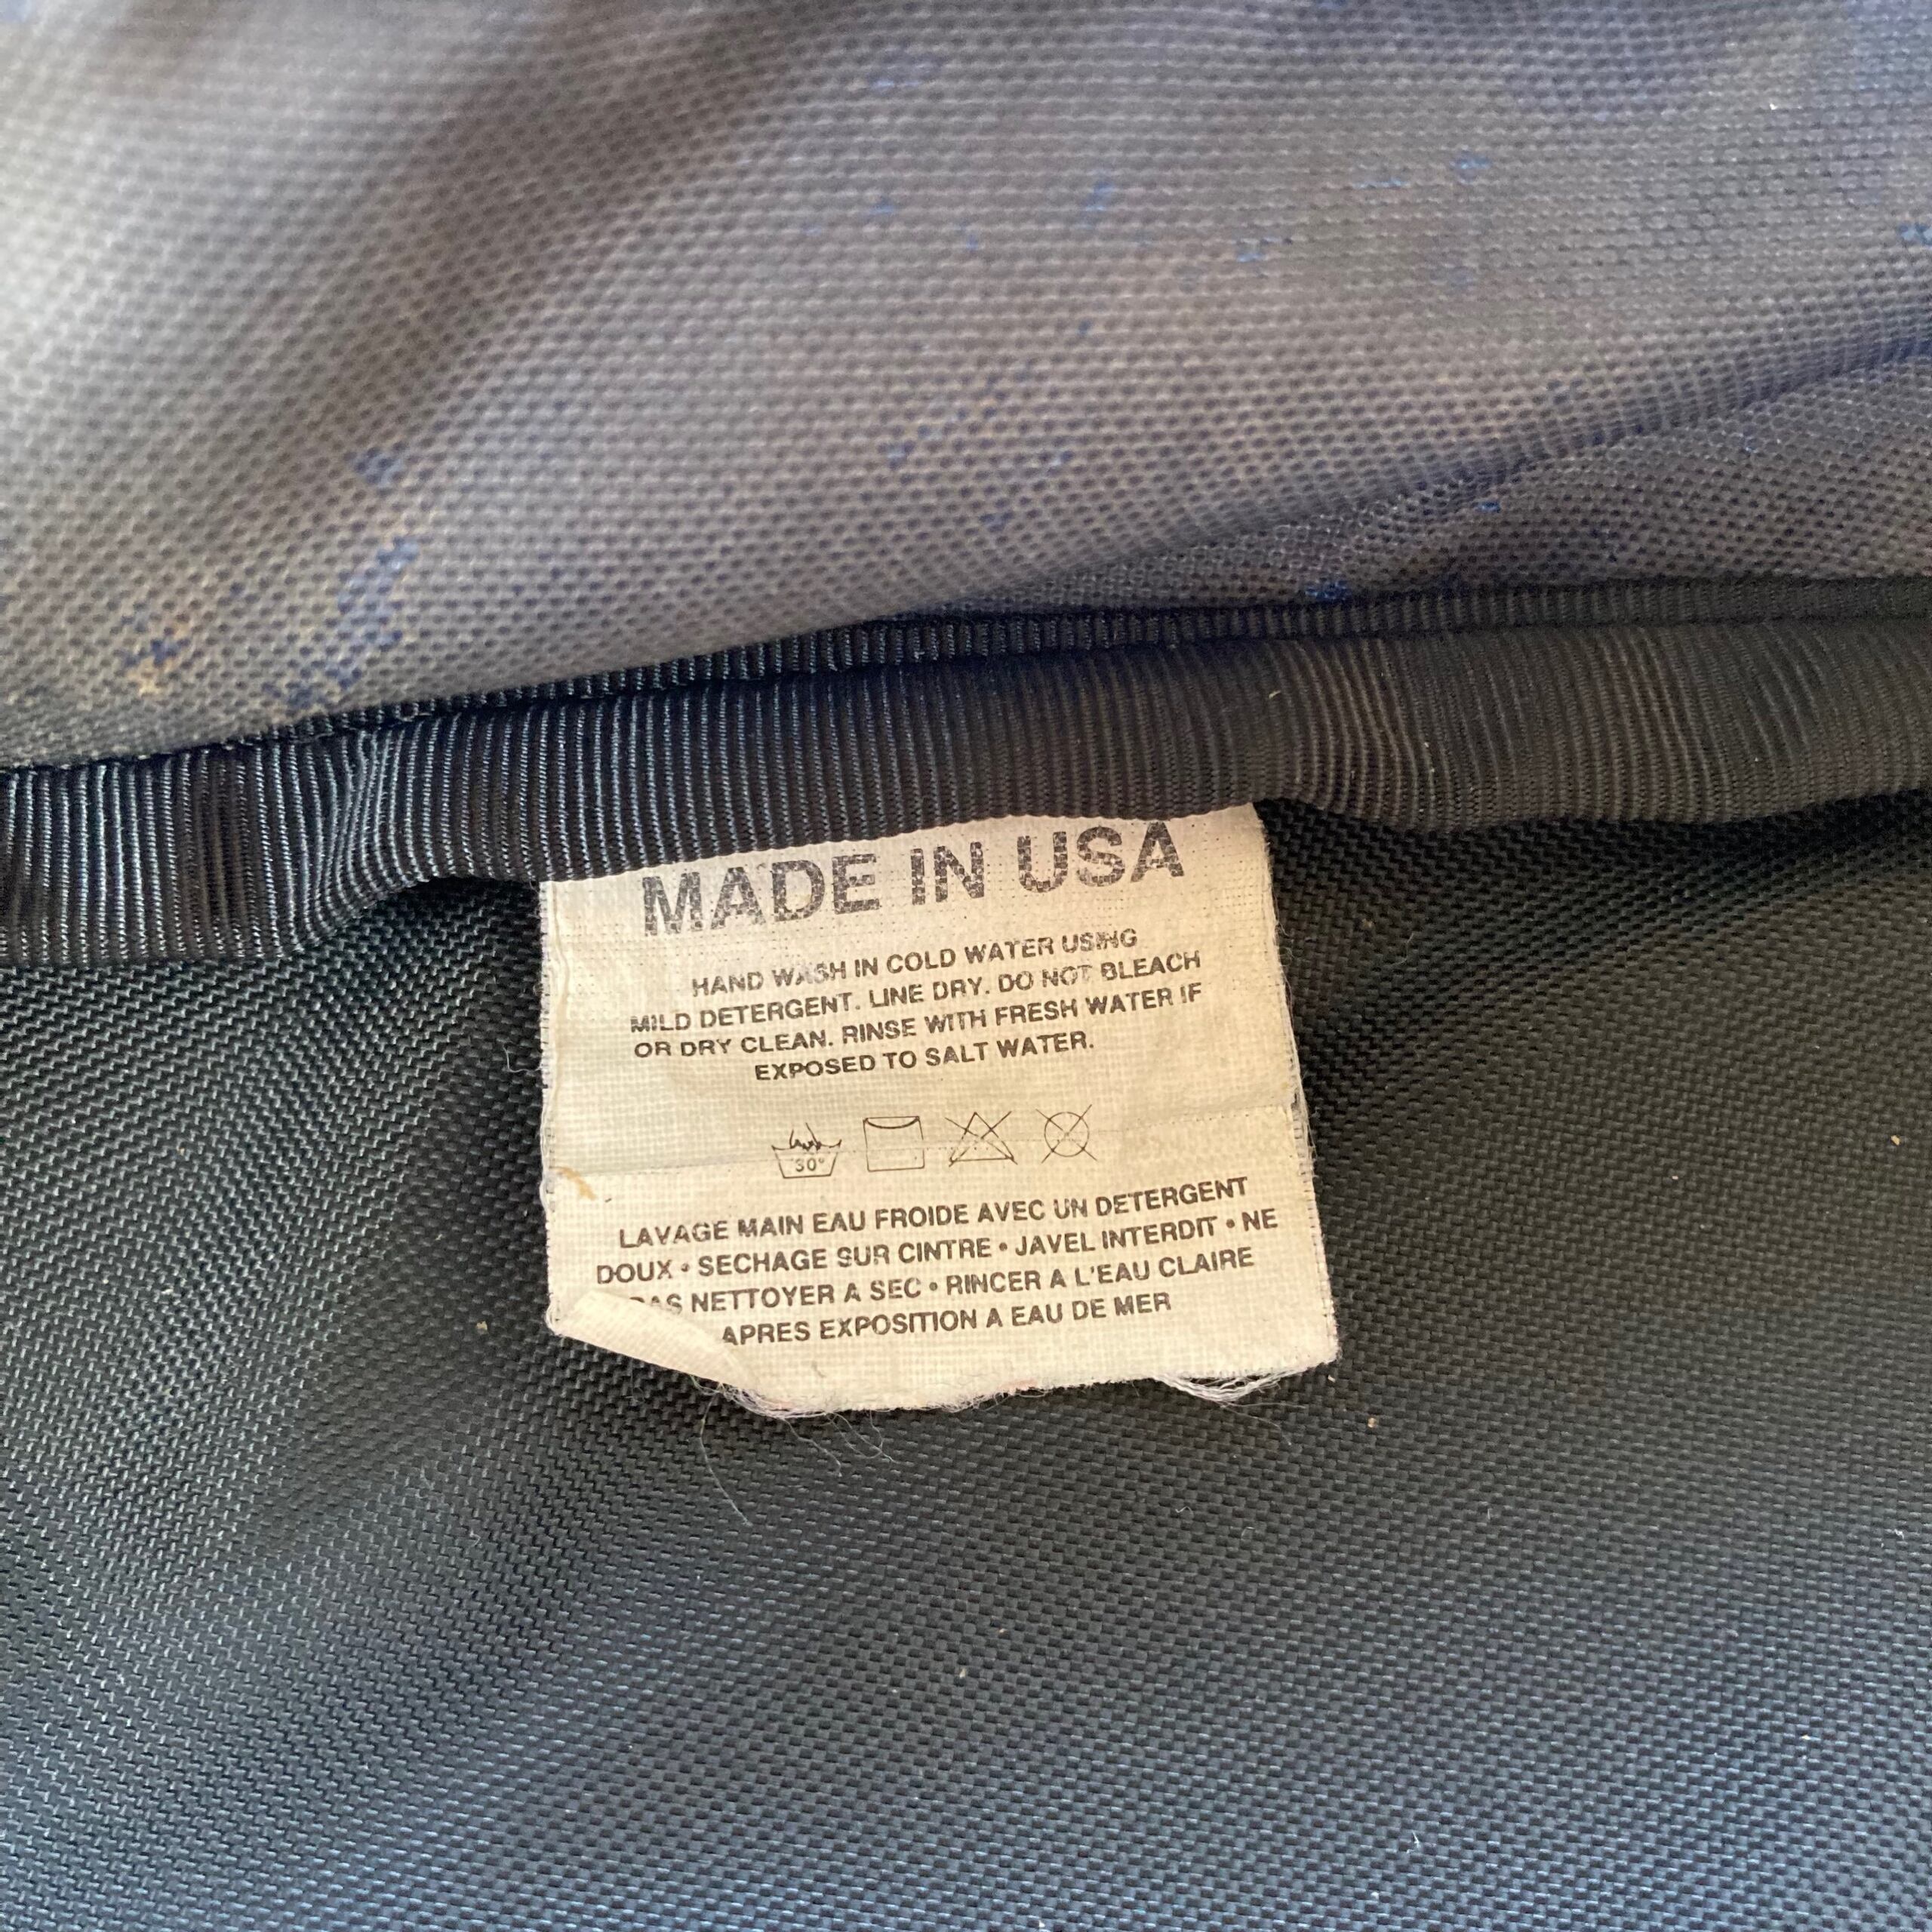 MADE IN USA
HAND WASH IN COLD WATER USING
MILD DETERGENT. LINE DRY. DO NOT BLEACH
OR DRY CLEAN. RINSE WITH FRESH WATER IF
EXPOSED TO SALT WATER.
30°
LAVAGE MAIN EAU FROIDE AVEC UN DETERGENT
DOUX • SECHAGE SUR CINTRE • JAVEL INTERDIT • NE
PAS NETTOYER A SEC • RINCER A L'EAU CLAIRE
APRES EXPOSITION A EAU DE MER